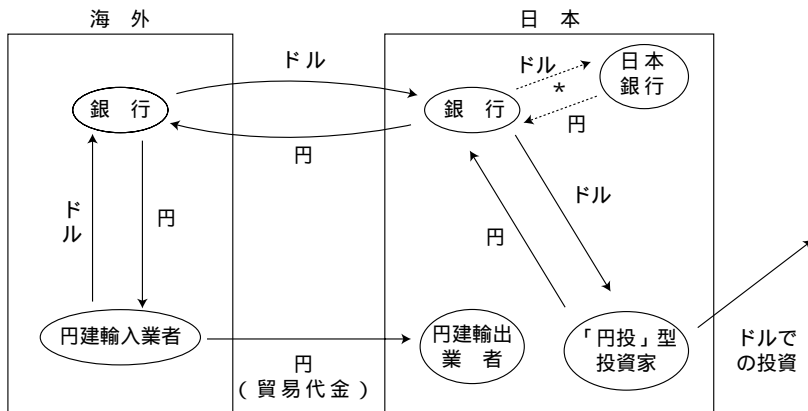 海 外
日 本
ドル
ドル
*
円
日本
銀行
銀 行
銀 行
円
ドル
円
ドル
円
円建輸入業者
円建輸出
業 者
「円投」型
投資家
ドルで
の投資
円
(貿易代金)